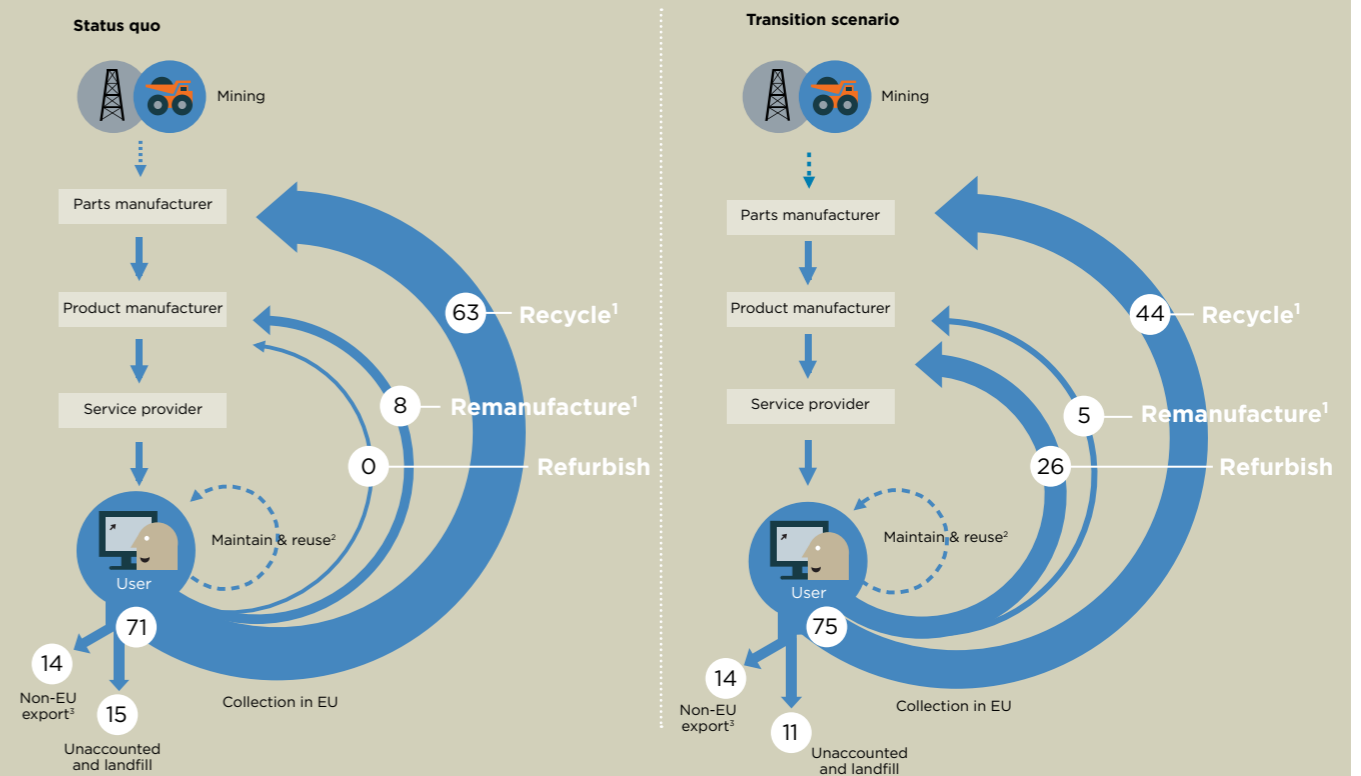 Status quo
Mining
Parts manufacturer
Product manufacturer
Service provider
Maintain & reuse²
User
63
Recycle¹
8
Remanufacture¹
0
Refurbish
71
14
Non-EU
export³
15
Unaccounted
and landfill
Collection in EU
Transition scenario
Mining
Parts manufacturer
Product manufacturer
Service provider
Maintain & reuse²
User
44
Recycle¹
5
Remanufacture¹
26
Refurbish
75
14
Non-EU
export³
11
Unaccounted
and landfill
Collection in EU